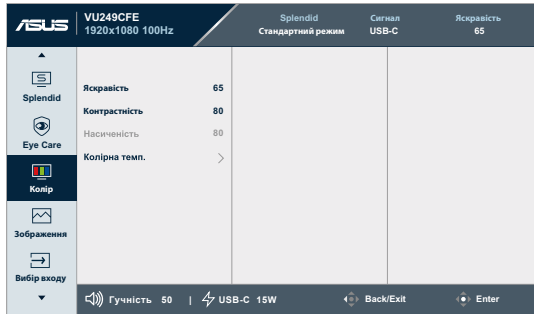 ASUS VU249CFE Splendid Сигнал Яскравість
1920x1080 100Hz Стандартний режим USB-C 65
Splendid
Яскравість 65
Контрастність 80
Eye Care
Насиченість 80
Колірна темп.
Колір
Зображення
Вибір входу
Гучність 50 | USB-C 15W Back/Exit Enter